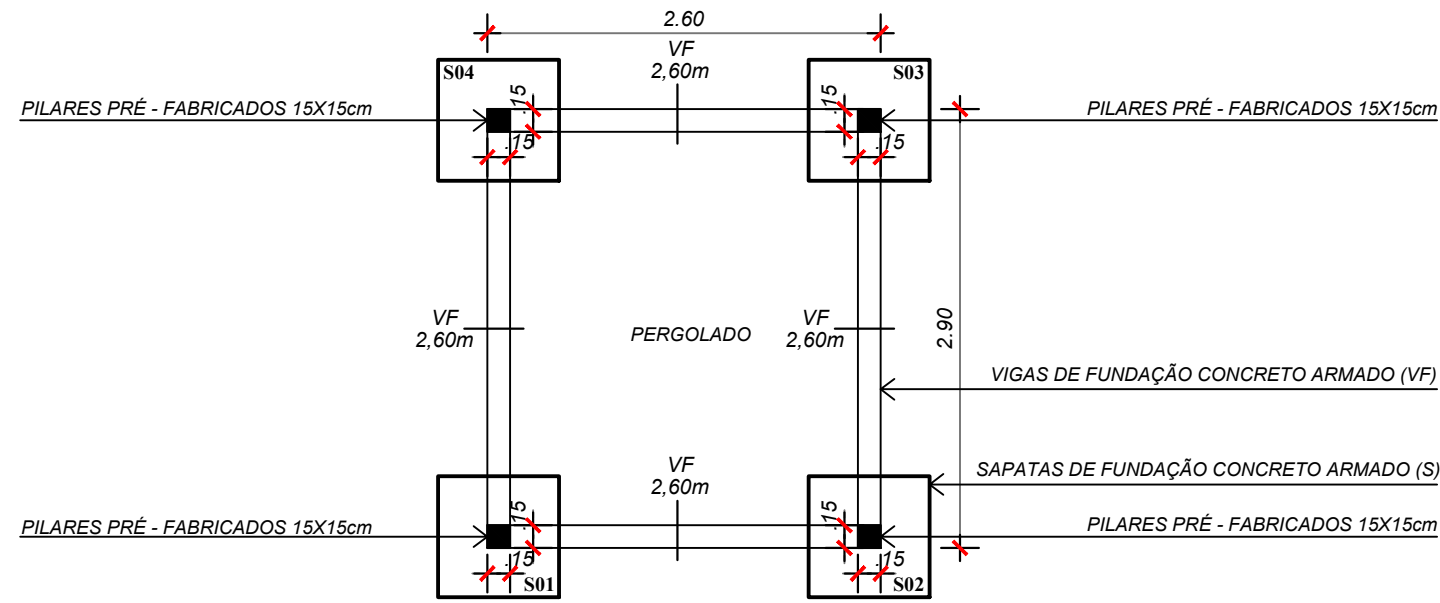 2.60
VF
2,60m
S04
S03
PILARES PRÉ - FABRICADOS 15X15cm
.15
.15
PILARES PRÉ - FABRICADOS 15X15cm
.15
.15
VF
2,60m
PERGOLADO
VF
2,60m
2.90
VIGAS DE FUNDAÇÃO CONCRETO ARMADO (VF)
VF
2,60m
SAPATAS DE FUNDAÇÃO CONCRETO ARMADO (S)
PILARES PRÉ - FABRICADOS 15X15cm
.15
.15
PILARES PRÉ - FABRICADOS 15X15cm
.15
.15
S01
S02